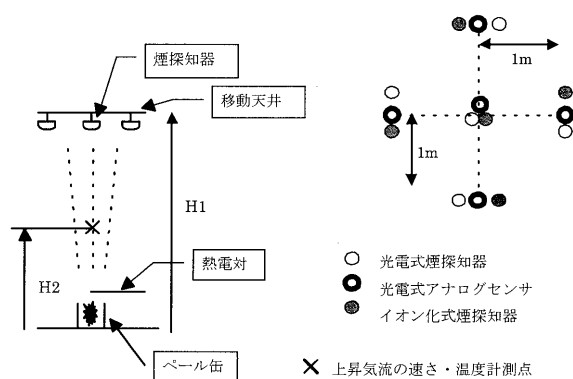 煙探知器
移動天井
H1
H2
熱電対
ペール缶
1m
1m
光電式煙探知器
光電式アナログセンサ
イオン化式煙探知器
上昇気流の速さ・温度計測点